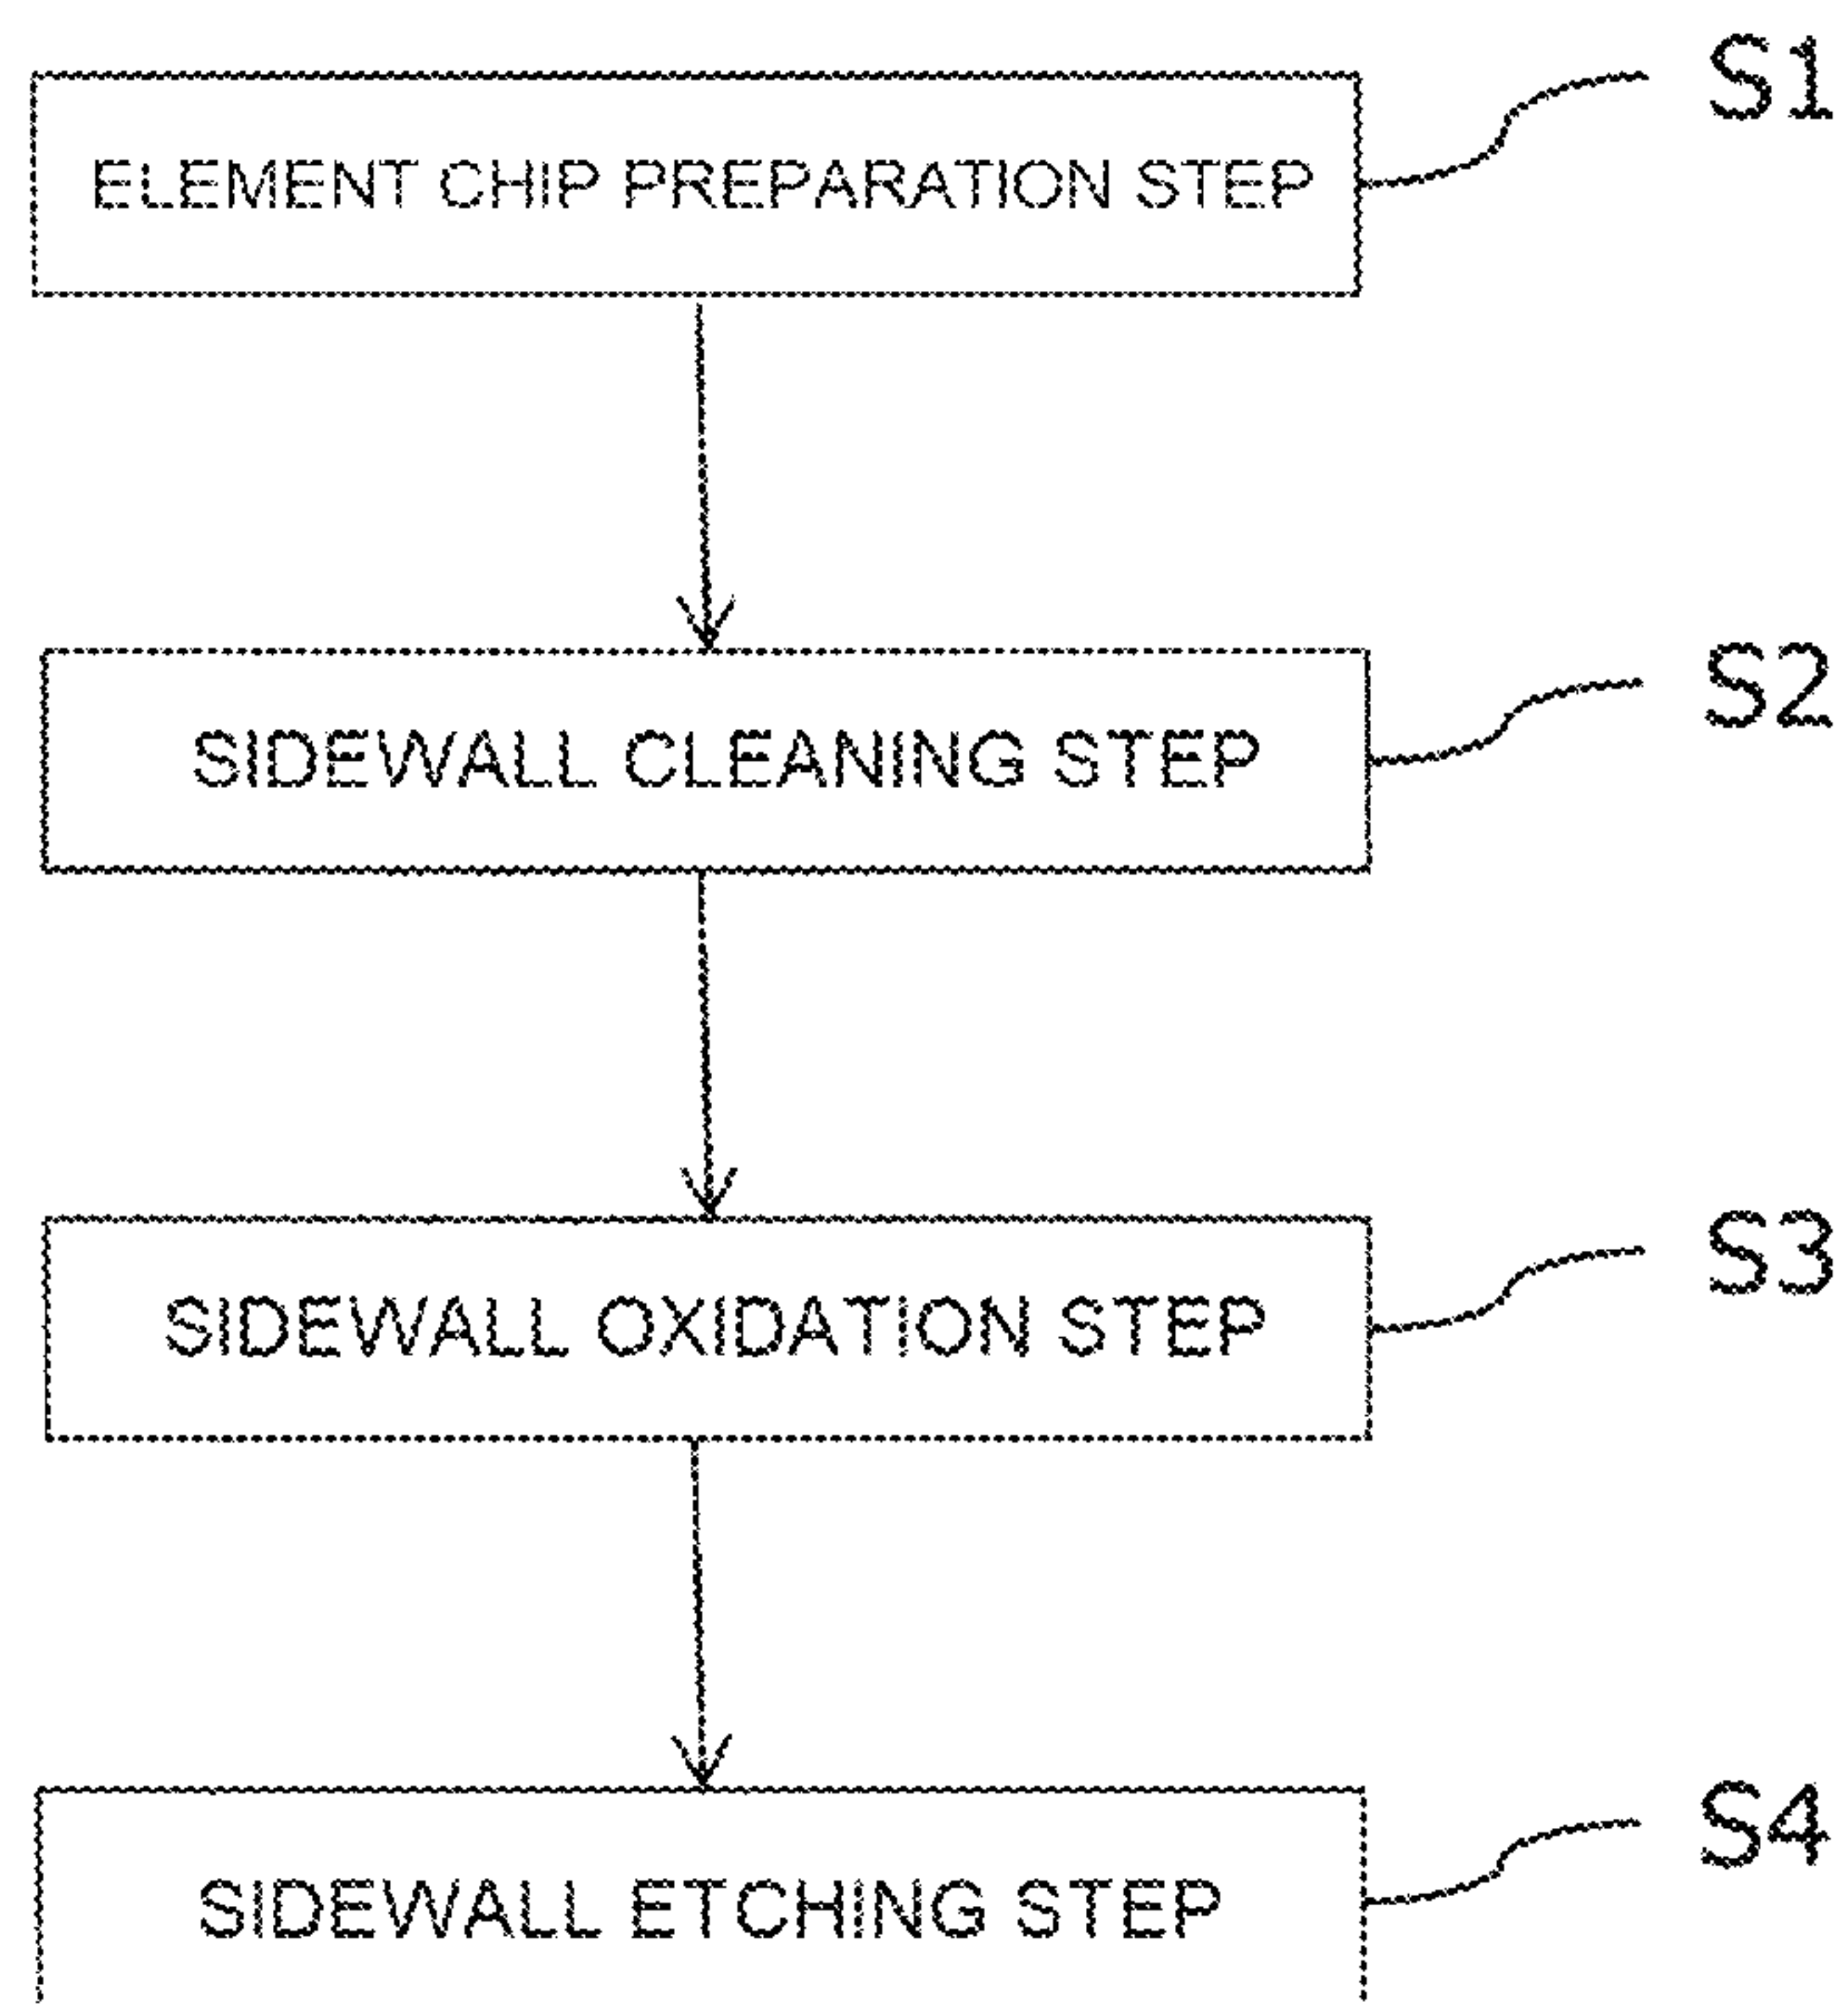 S1
ELEMENT CHIP PREPARATION STEP
S2
SIDEWALL CLEANING STEP
S3
SIDEWALL OXIDATION STEP
S4
SIDEWALL ETCHING STEP